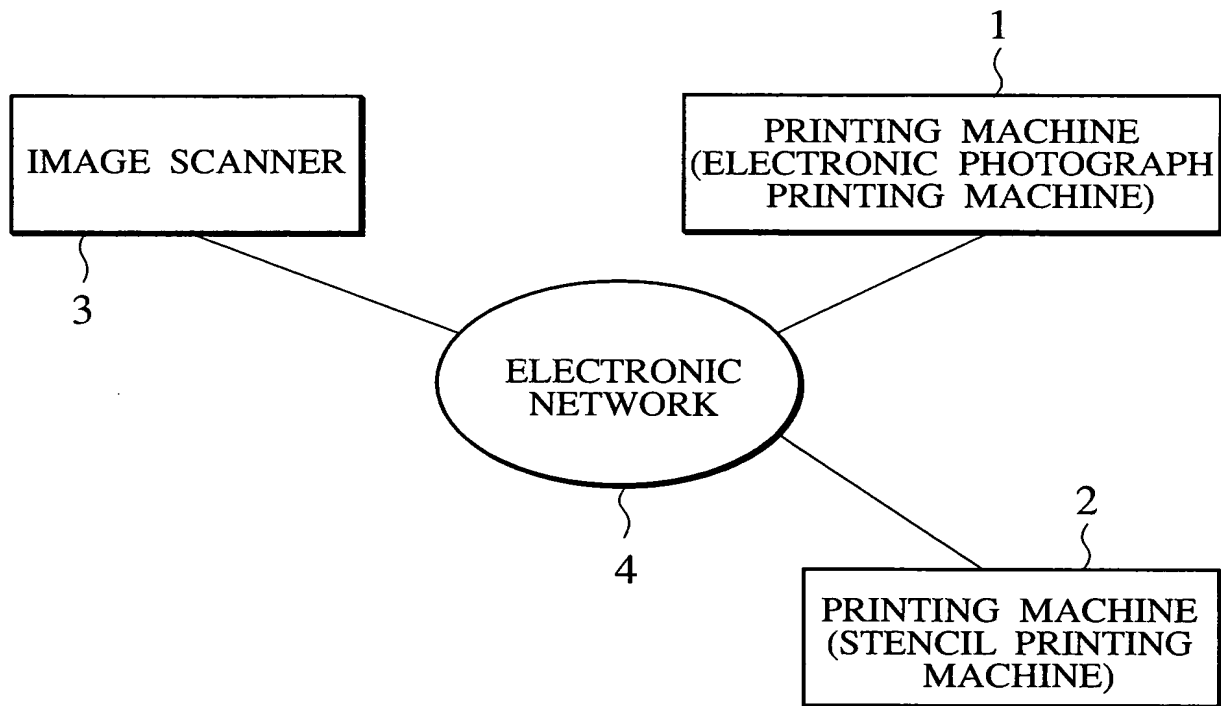 1
IMAGE SCANNER
PRINTING MACHINE
(ELECTRONIC PHOTOGRAPH
PRINTING MACHINE)
3
ELECTRONIC
NETWORK
4
2
PRINTING MACHINE
(STENCIL PRINTING
MACHINE)